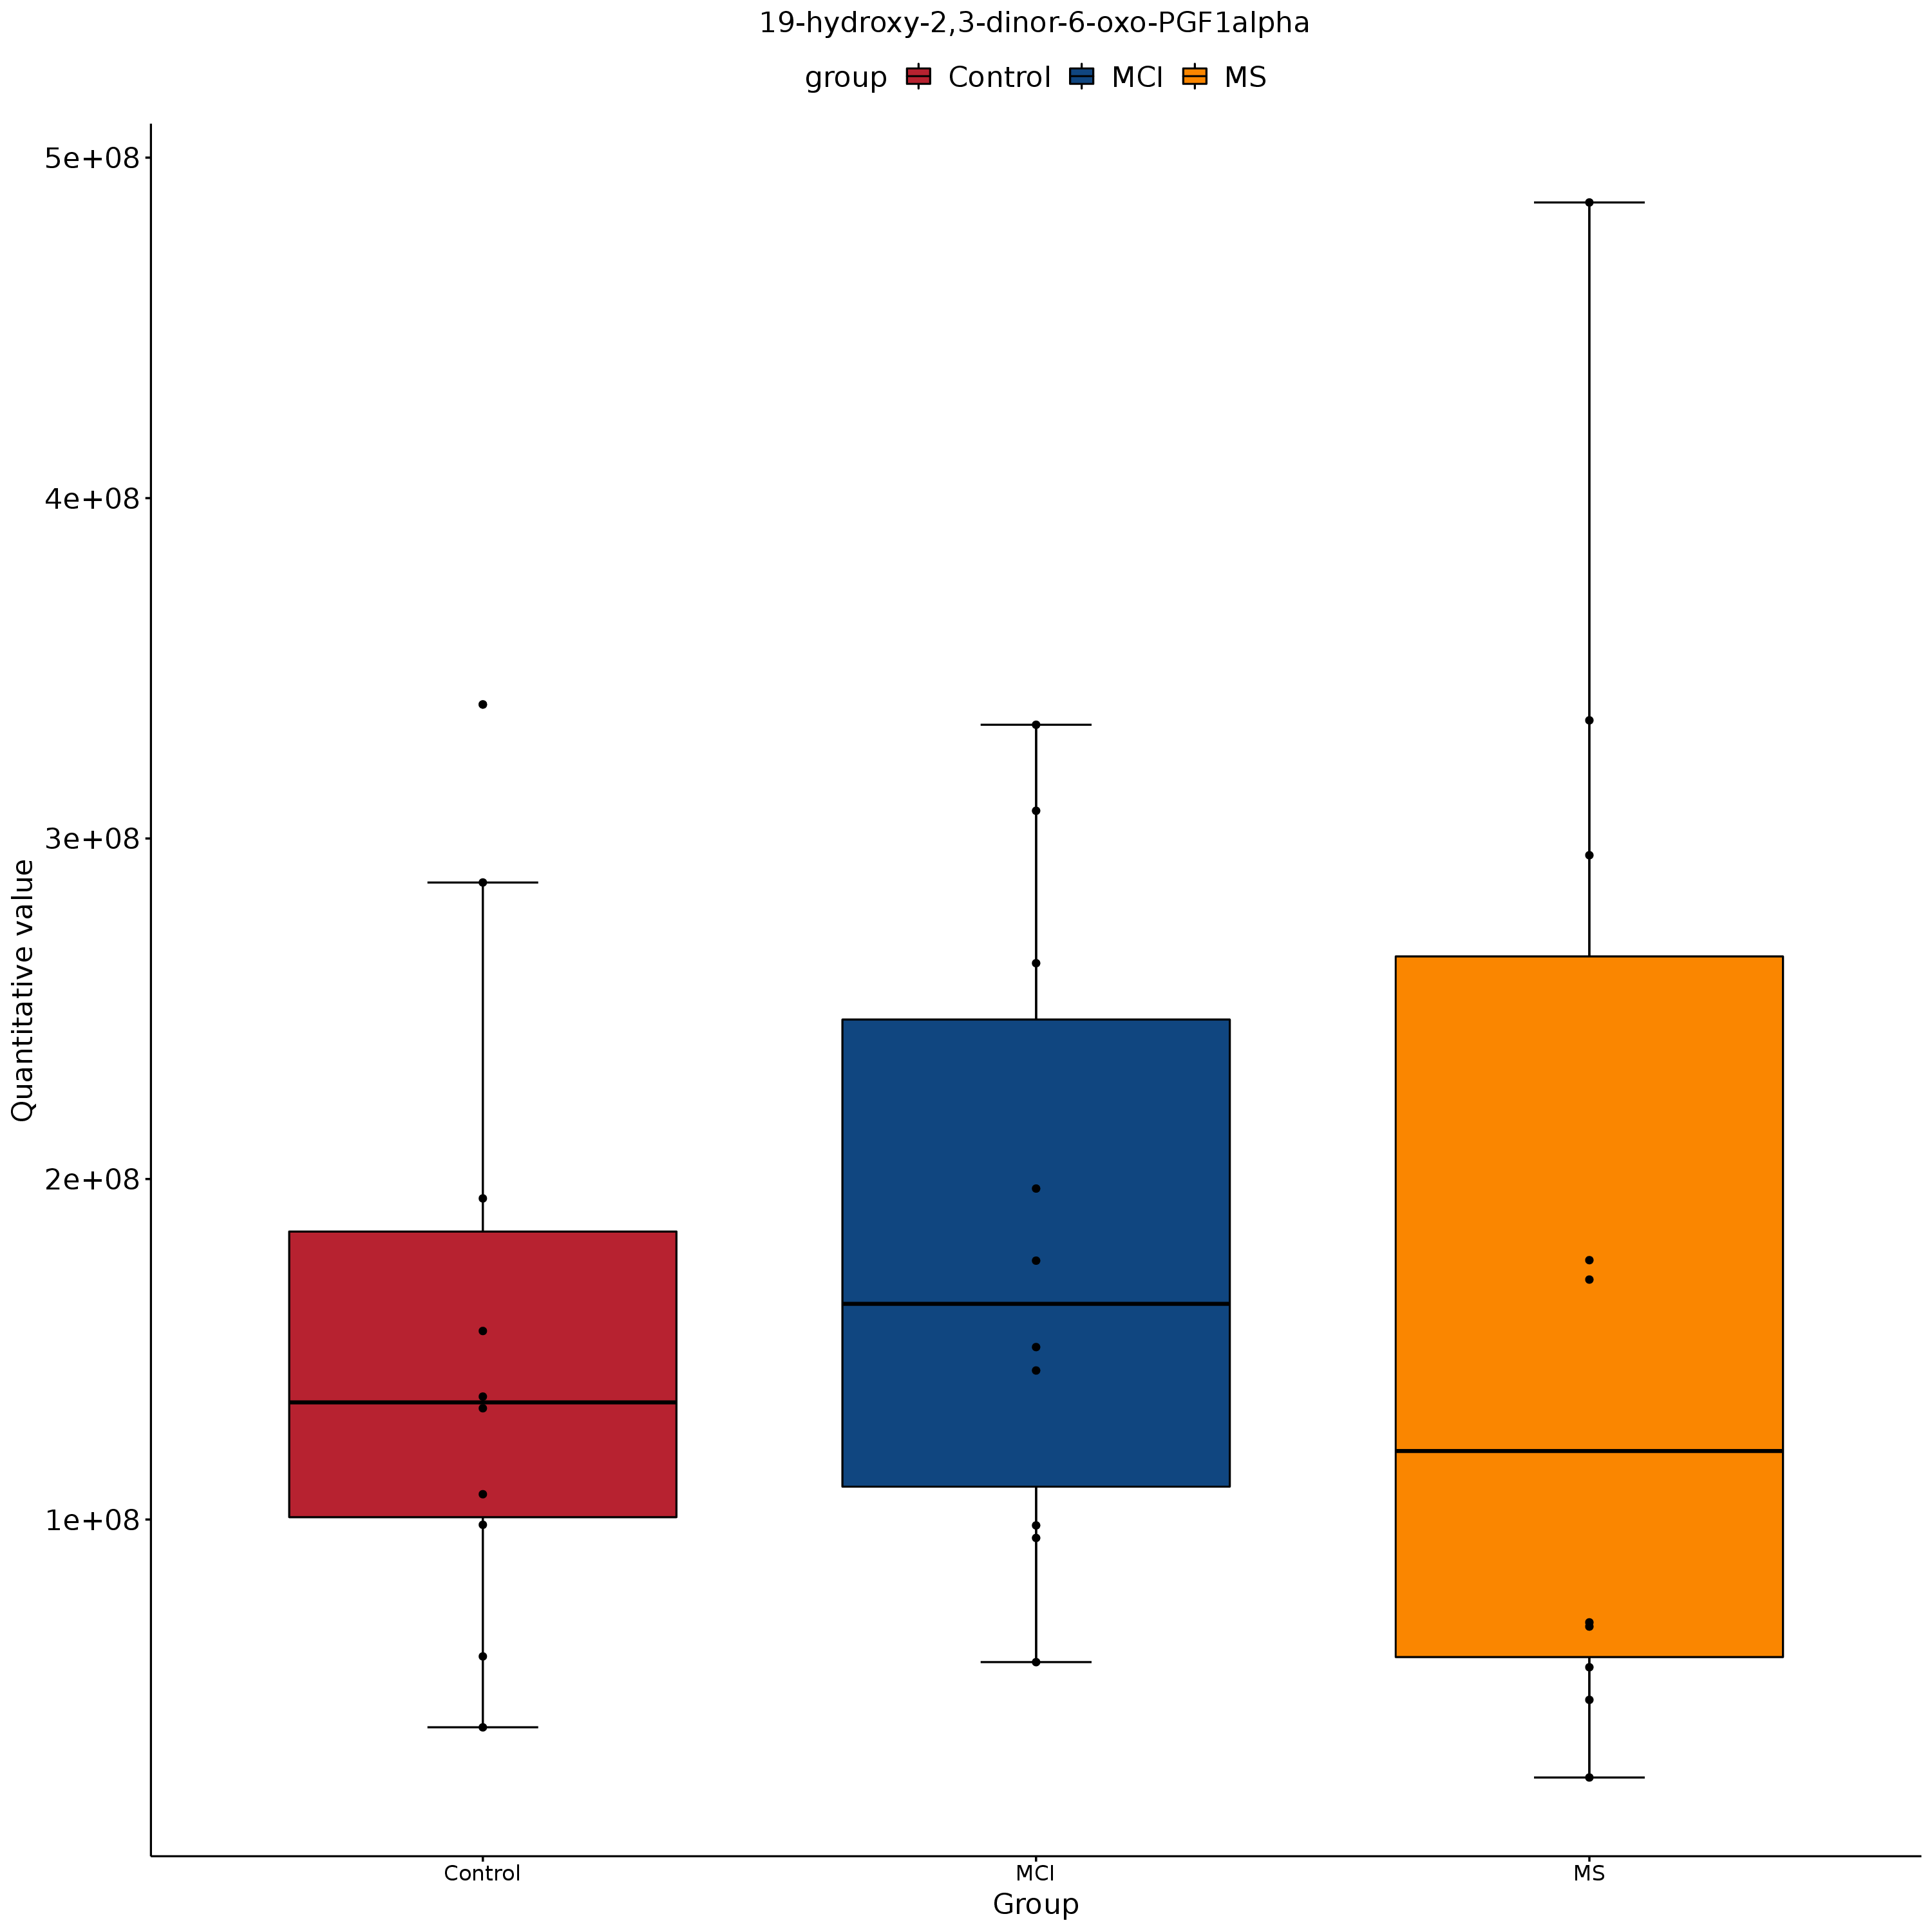 19-hydroxy-2,3-dinor-6-oxo-PGF1alpha
group Control MCI MS
5e+08
4e+08
3e+08
2e+08
1e+08
Quantitative value
Control MCI MS
Group